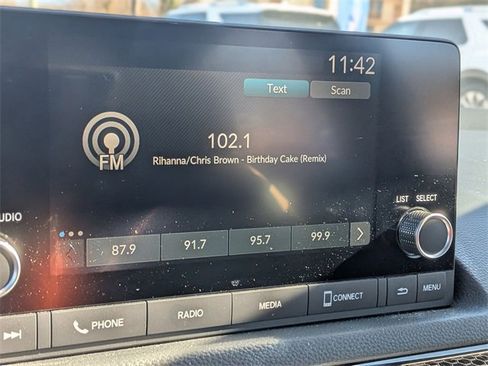 11:42
Text Scan
102.1
FM
Rihanna/Chris Brown - Birthday Cake (Remix)
LIST SELECT
UDIO
87.9 91.7 95.7 99.9
PHONE RADIO MEDIA CONNECT MENU